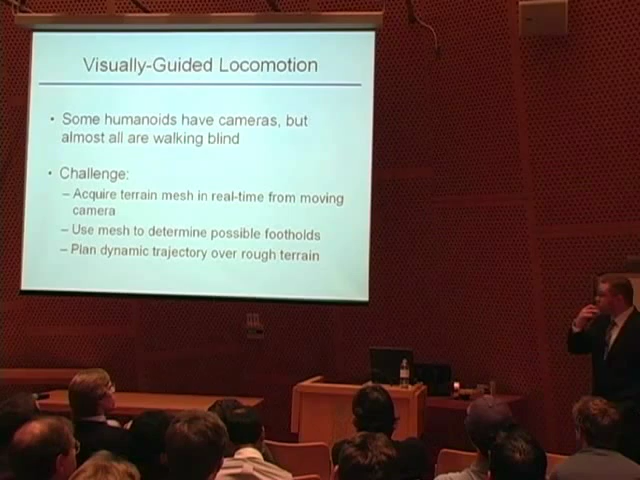 Visually-Guided Locomotion
• Some humanoids have cameras, but
almost all are walking blind
• Challenge:
– Acquire terrain mesh in real-time from moving
camera
– Use mesh to determine possible footholds
– Plan dynamic trajectory over rough terrain